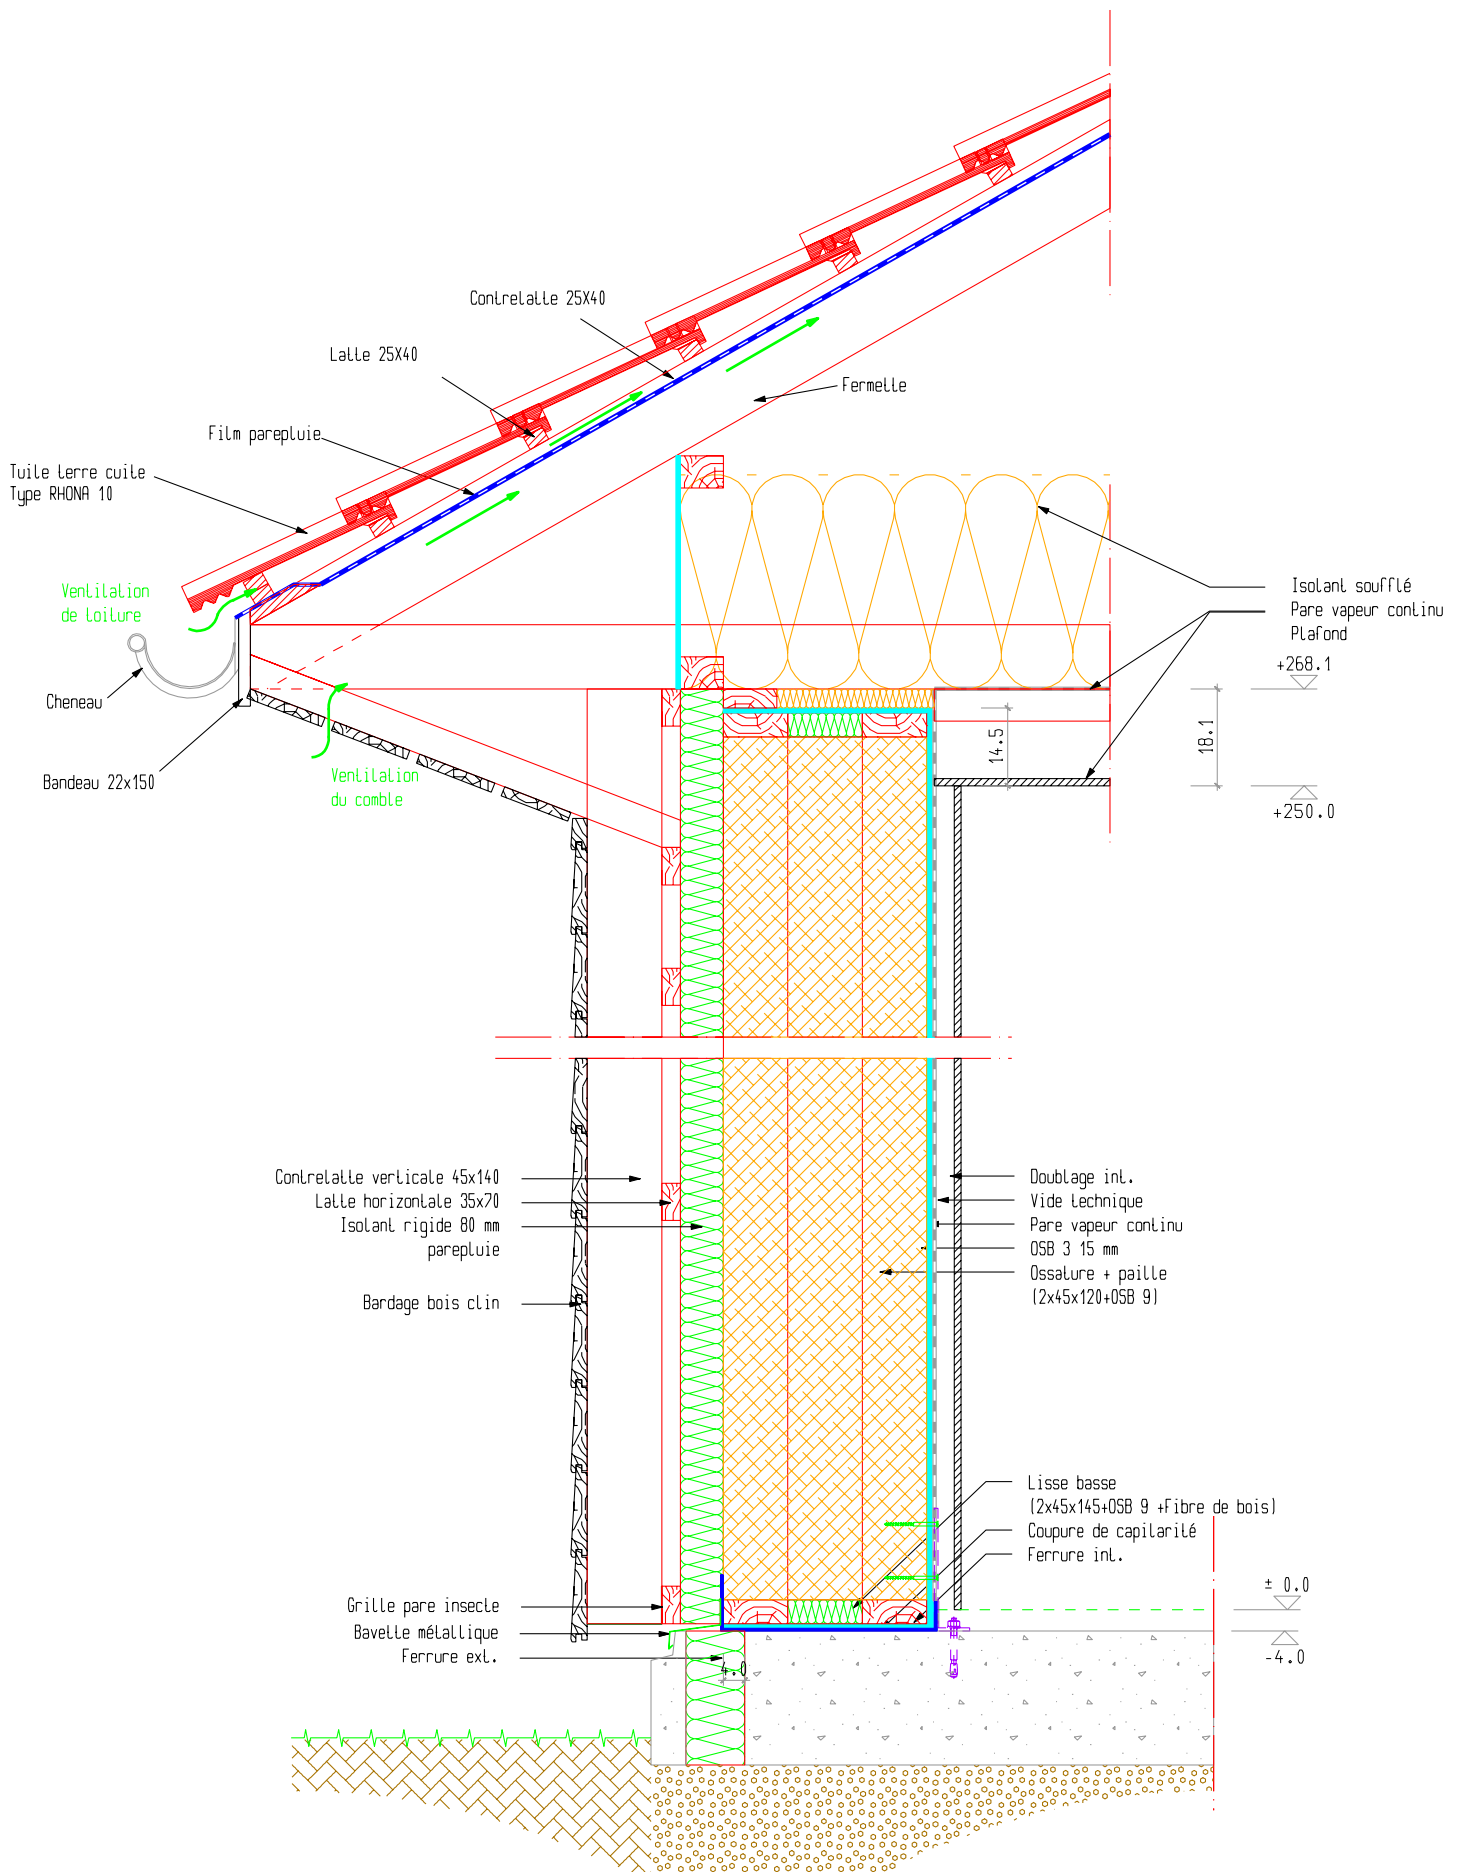 Contrelatte 25X40
Latte 25X40
Fermette
Film parepluie
Tuile terre cuite
Type RHONA 10
Ventilation
de toiture
Isolant soufflé
Pare vapeur continu
Plafond
+268.1
Cheneau
14.5
18.1
Bandeau 22x150
Ventilation
du comble
+250.0
Contrelatte verticale 45x140
Latte horizontale 35x70
Isolant rigide 80 mm
parepluie
Bardage bois clin
Doublage int.
Vide technique
Pare vapeur continu
OSB 3 15 mm
Ossature + paille
(2x45x120+OSB 9)
Lisse basse
(2x45x145+OSB 9 +Fibre de bois)
Coupure de capilarité
Ferrure int.
± 0.0
Grille pare insecte
Bavette métallique
Ferrure ext.
4.0
-4.0